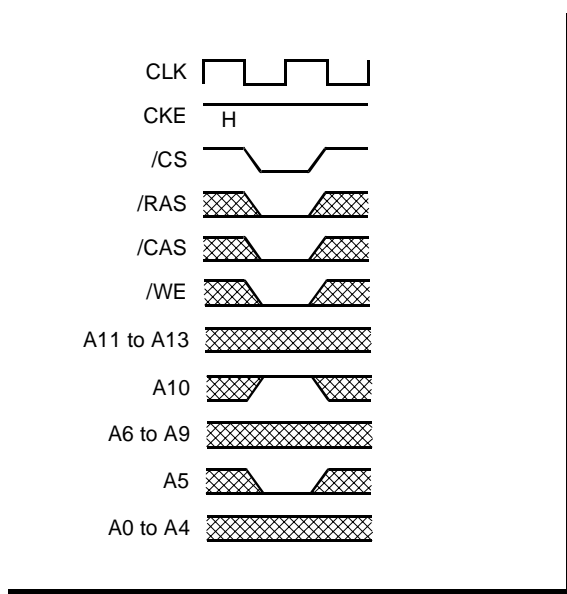 CLK
CKE
H
/CS
/RAS
/CAS
/WE
A11 to A13
A10
A6 to A9
A5
A0 to A4